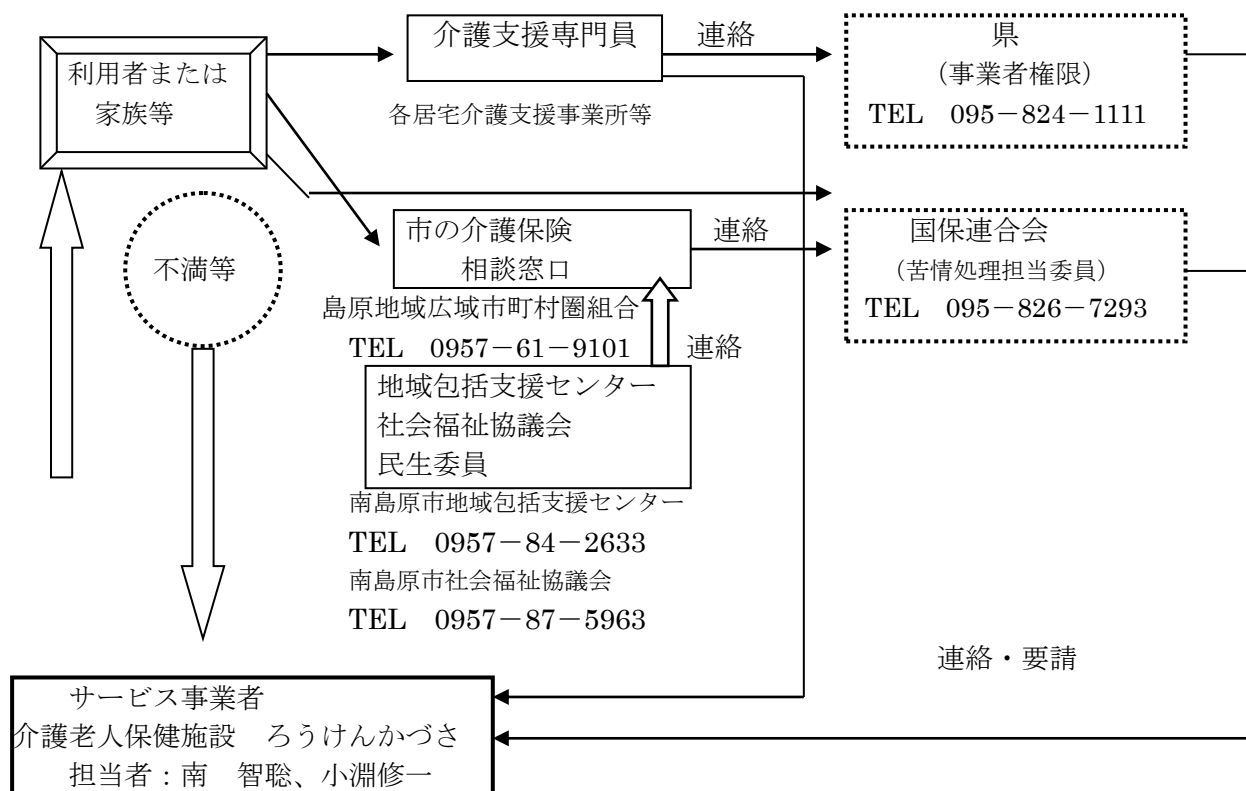 利用者または
家族等
介護支援専門員
連絡
各居宅介護支援事業所等
県
（事業者権限）
TEL　095－824－1111
不満等
市の介護保険
相談窓口
連絡
島原地域広域市町村圏組合
TEL　0957－61－9101
連絡
国保連合会
（苦情処理担当委員）
TEL　095－826－7293
地域包括支援センター
社会福祉協議会
民生委員
南島原市地域包括支援センター
TEL　0957－84－2633
南島原市社会福祉協議会
TEL　0957－87－5963
連絡・要請
サービス事業者
介護老人保健施設　ろうけんかづさ
担当者：南　智聡、小淵修一